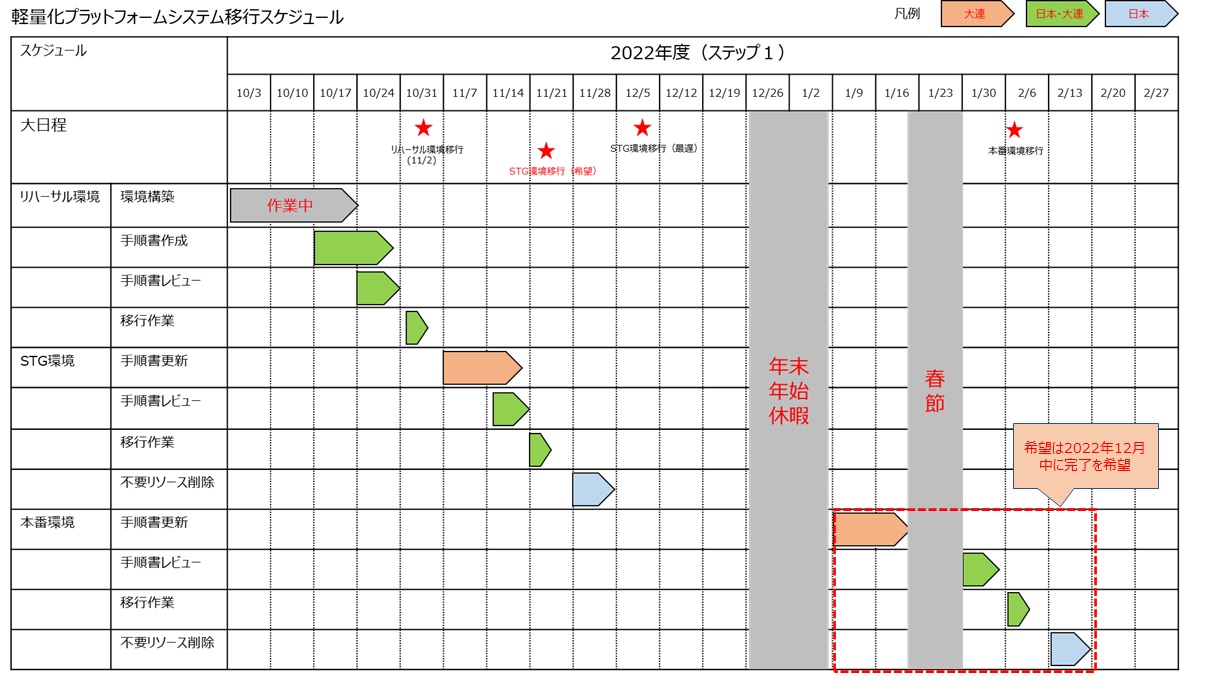 軽量化プラットフォームシステム移行スケジュール
凡例
大連
日本・大連
日本
スケジュール
2022年度（ステップ１）
10/3 10/10 10/17 10/24 10/31 11/7 11/14 11/21 11/28 12/5 12/12 12/19 12/26 1/2 1/9 1/16 1/23 1/30 2/6 2/13 2/20 2/27
大日程
リハーサル環境移行
(11/2)
STG環境移行（希望）
STG環境移行（最遅）
本番環境移行
リハーサル環境 環境構築
作業中
手順書作成
手順書レビュー
移行作業
STG環境 手順書更新
手順書レビュー
移行作業
不要リソース削除
本番環境 手順書更新
手順書レビュー
移行作業
不要リソース削除
年末
年始
休暇
春
節
希望は2022年12月
中に完了を希望